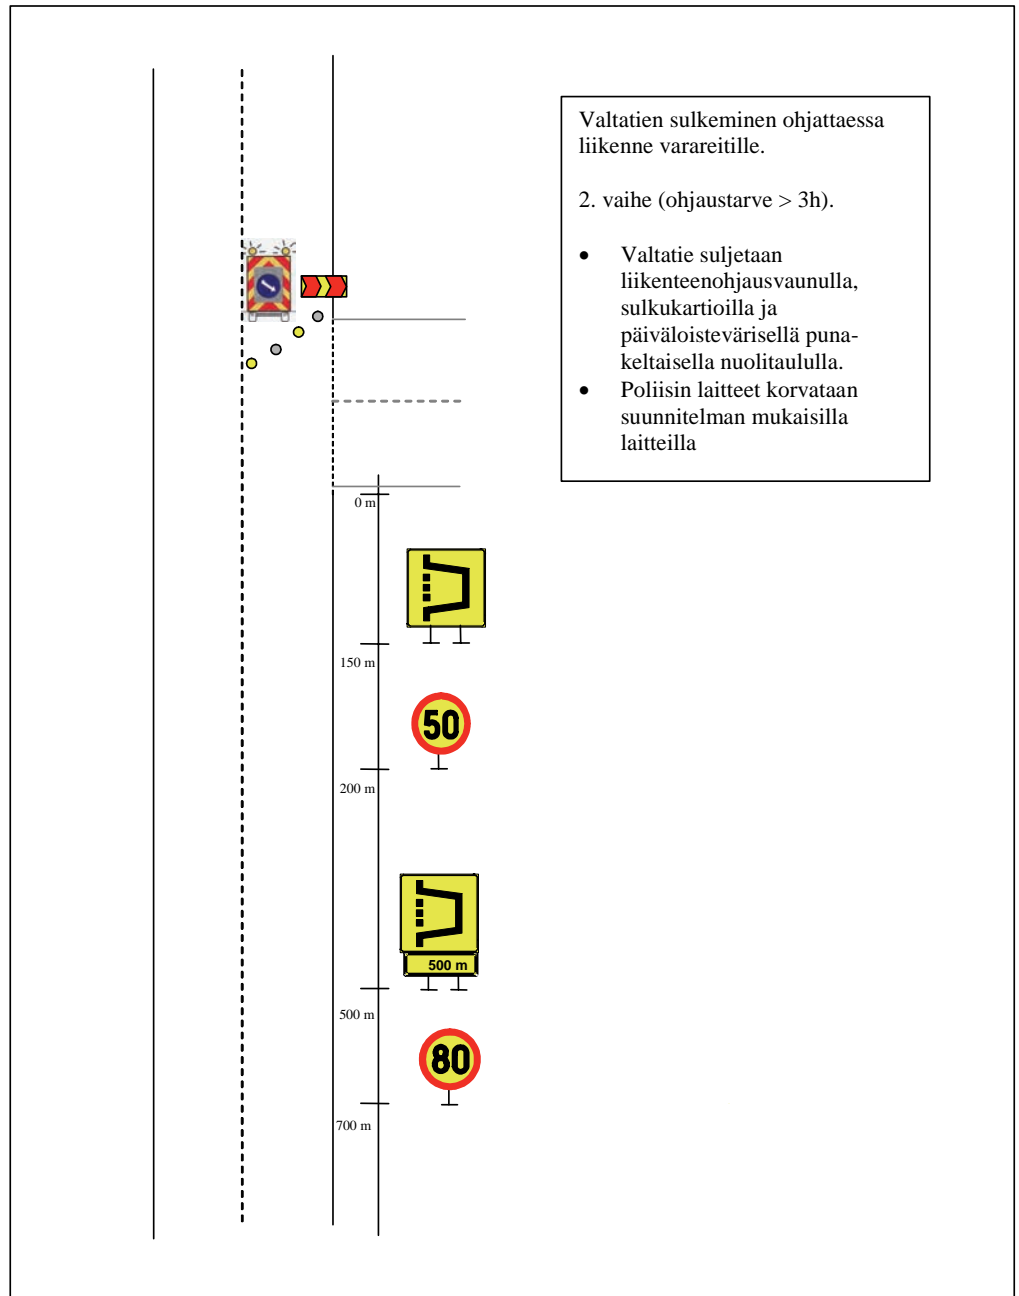 Valtatien sulkeminen ohjattaessa
liikenne varareitille.
2. vaihe (ohjaustarve > 3h).
• Valtatie suljetaan
liikenteenohjausvaunulla,
sulkukartioilla ja
päiväloistevärisellä puna-
keltaisella nuolitaululla.
• Poliisin laitteet korvataan
suunnitelman mukaisilla
laitteilla
0 m
150 m
50
200 m
500 m
500 m
80
700 m